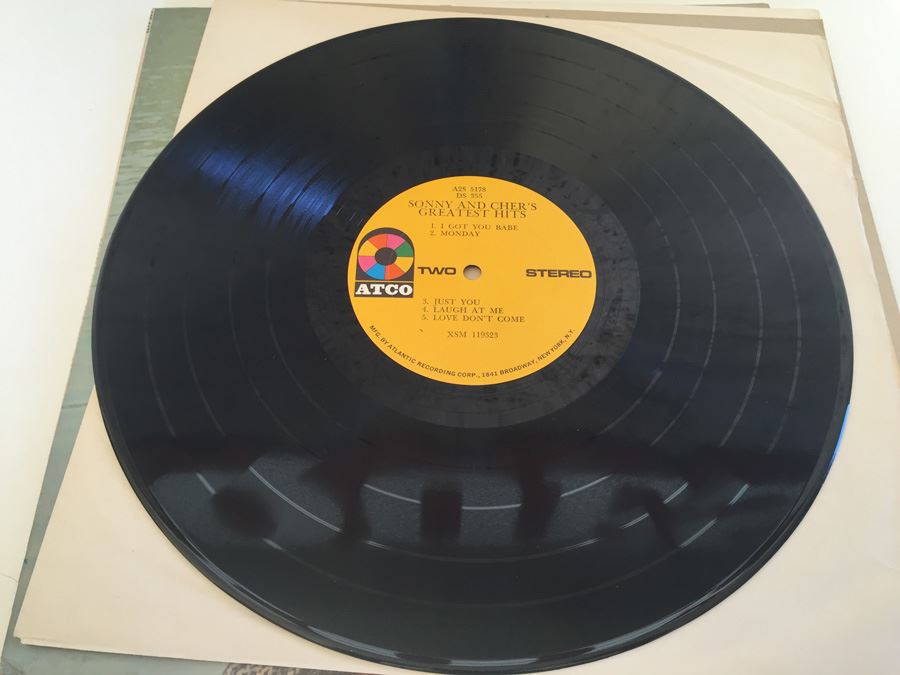 A2S 5178
DS 355
SONNY AND CHER'S
GREATEST HITS
1. I GOT YOU BABE
2. MONDAY
ATCO
TWO STEREO
3. JUST YOU
4. LAUGH AT ME
5. LOVE DON'T COME
XSM 119323
MFG. BY ATLANTIC RECORDING CORP., 1841 BROADWAY, NEW YORK, N.Y.